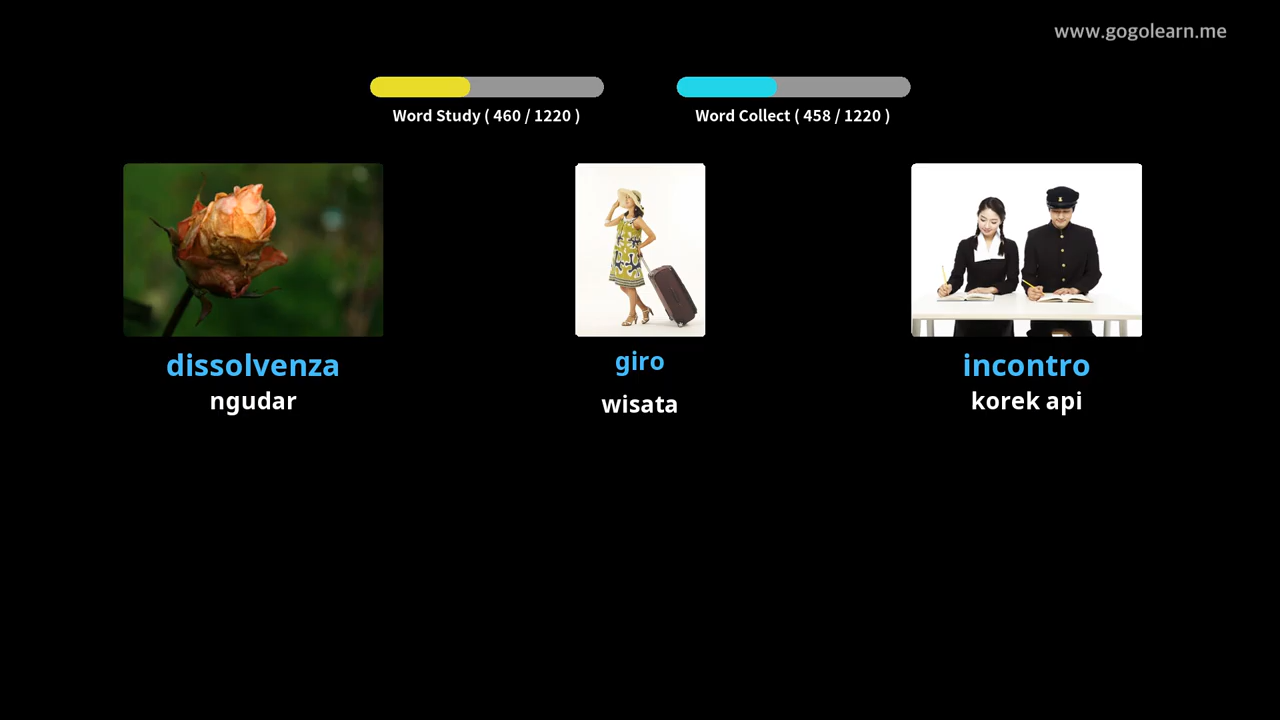 www.gogolearn.me
Word Study ( 460 / 1220 )
Word Collect ( 458 / 1220 )
dissolvenza
ngudar
giro
wisata
incontro
korek api